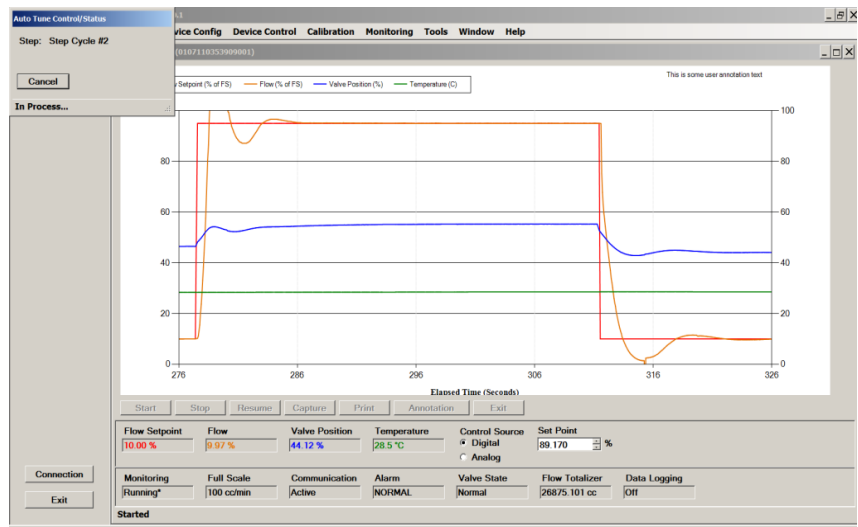 Auto Tune Control/Status
Step: Step Cycle #2
Cancel
In Process...
Device Control Calibration Monitoring Tools Window Help
(0107110353909001)
This is some user annotation text
Setpoint (% of FS) Flow (% of FS) Valve Position (%) Temperature (C)
100
80 80
60 60
40 40
20 20
0 0
276 286 296 306 316 326
Elapsed Time (Seconds)
Start Stop Resume Capture Print Annotation Exit
Flow Setpoint Flow Valve Position Temperature Control Source Set Point
10.00 % 9.97 % 44.12 % 28.5 °C Digital 89.170 %
Analog
Connection
Exit
Monitoring Full Scale Communication Alarm Valve State Flow Totalizer Data Logging
Running* 100 cc/min Active NORMAL Normal 26875.101 cc Off
Started